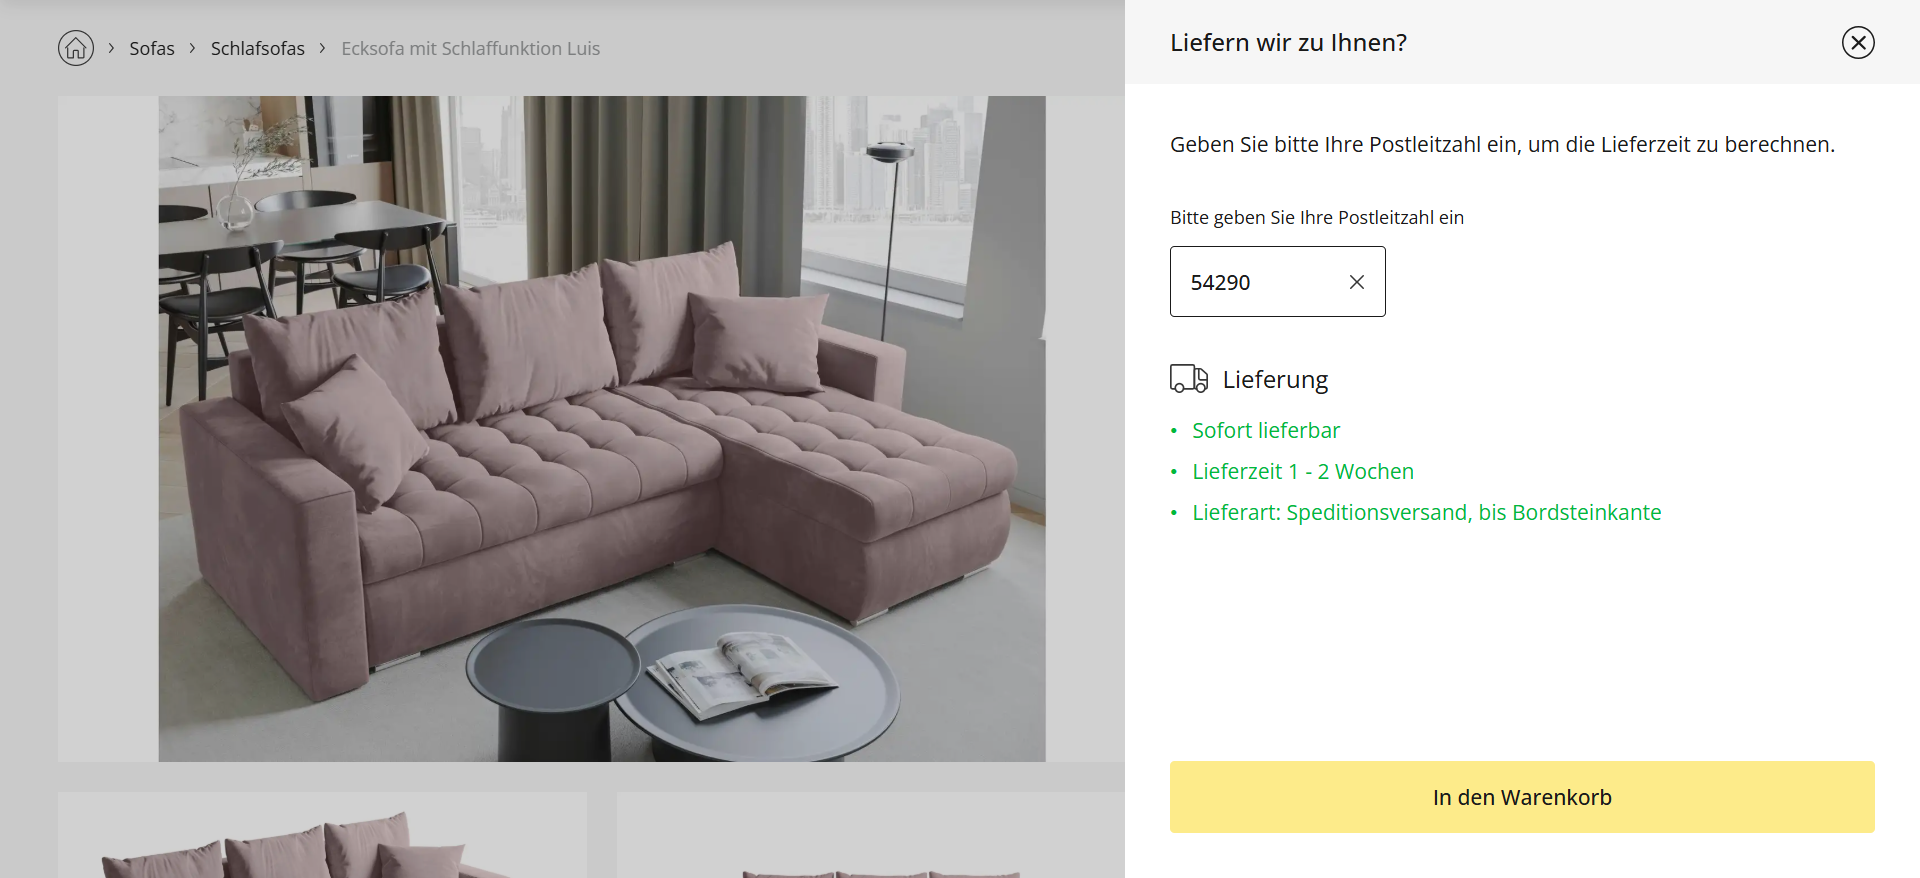 Sofas
Schlafsofas
Ecksofa mit Schlaffunktion Luis
Liefern wir zu Ihnen?
Geben Sie bitte Ihre Postleitzahl ein, um die Lieferzeit zu berechnen.
Bitte geben Sie Ihre Postleitzahl ein
54290
Lieferung
• Sofort lieferbar
• Lieferzeit 1 - 2 Wochen
• Lieferart: Speditionsversand, bis Bordsteinkante
In den Warenkorb